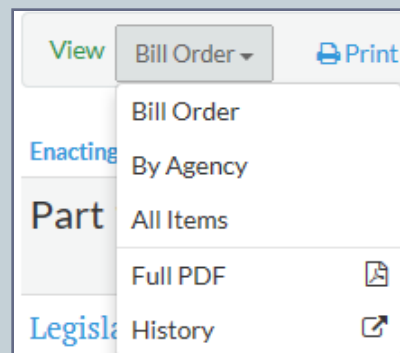 View Bill Order Print
Bill Order
Enacting
By Agency
Part
All Items
Full PDF
Legisla
History